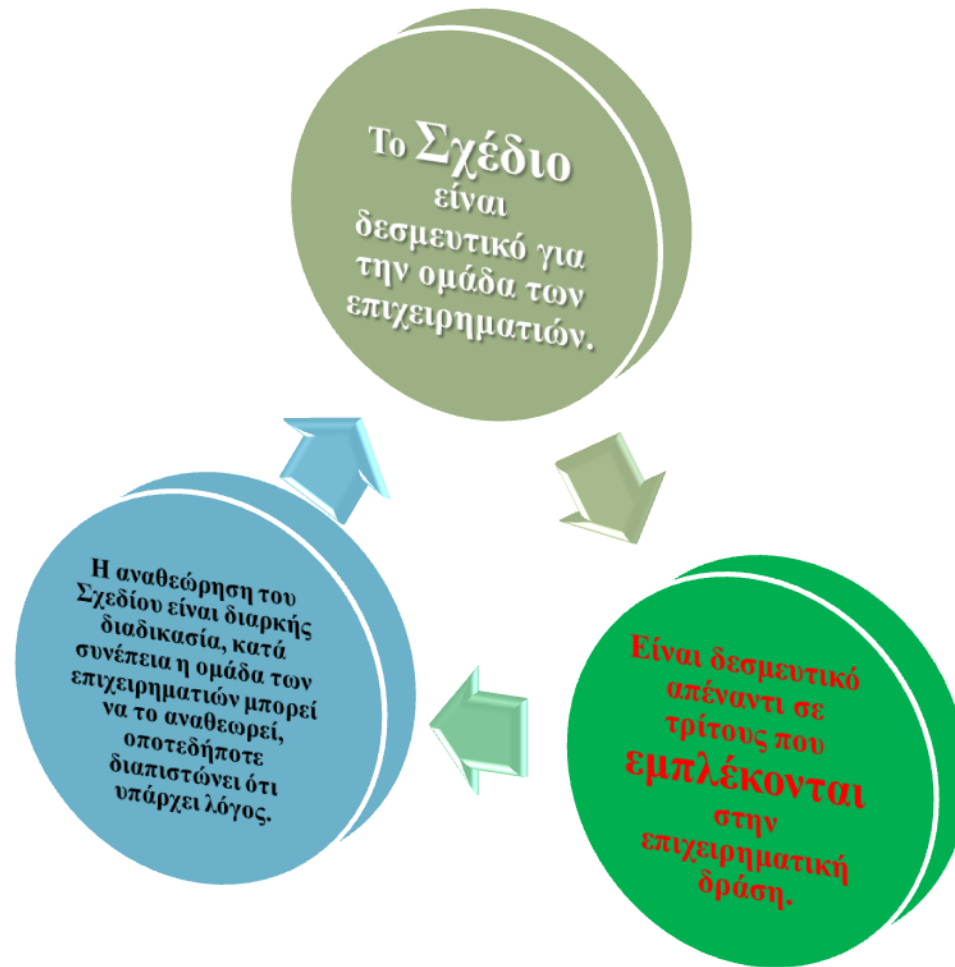 Το Σχέδιο
είναι
δεσμευτικό για
την ομάδα των
επιχειρηματιών.
Είναι δεσμευτικό
απέναντι σε
τρίτους που
εμπλέκονται
στην
επιχειρηματική
δράση.
Η αναθεώρηση του
Σχεδίου είναι διαρκής
διαδικασία, κατά
συνέπεια η ομάδα των
επιχειρηματιών μπορεί
να το αναθεωρεί,
οποτεδήποτε
διαπιστώνει ότι
υπάρχει λόγος.